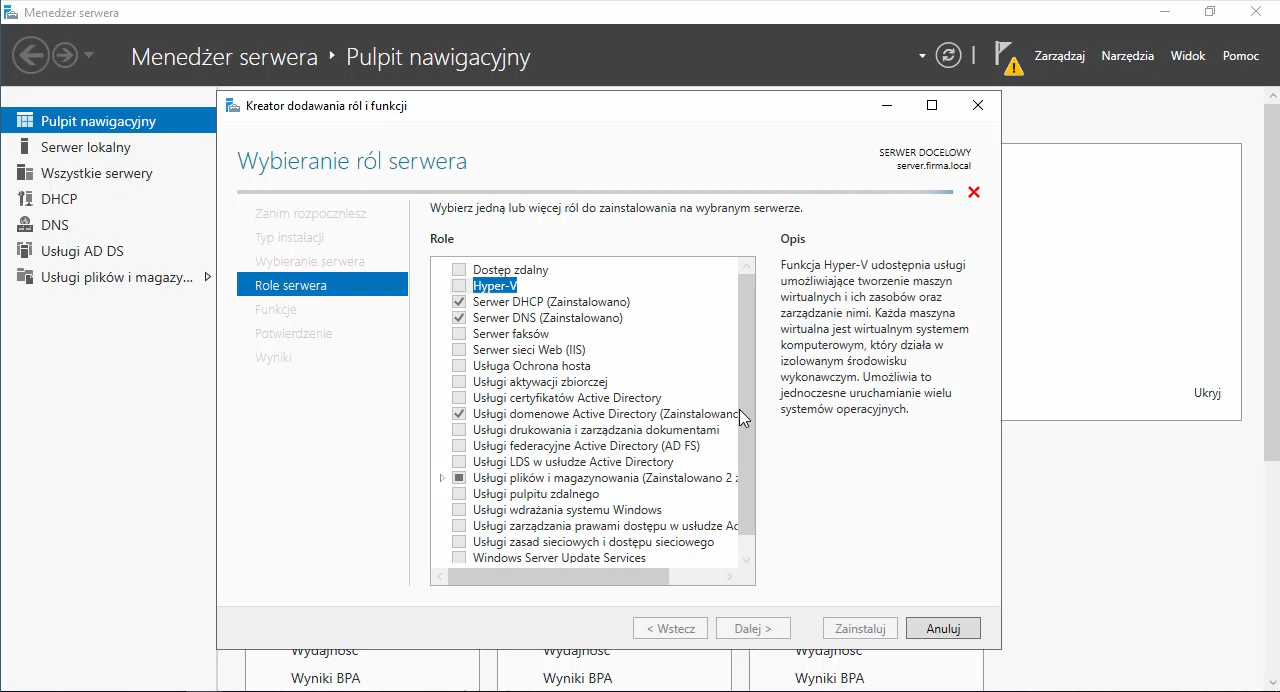 Menedżer serwera
Menedżer serwera ‣ Pulpit nawigacyjny
Zarządzaj
Narzędzia
Widok
Pomoc
Pulpit nawigacyjny
Serwer lokalny
Wszystkie serwery
DHCP
DNS
Usługi AD DS
Usługi plików i magazy...
Kreator dodawania ról i funkcji
Wybieranie ról serwera
SERWER DOCELOWY
server.firma.local
Zanim rozpoczniesz
Typ instalacji
Wybieranie serwera
Role serwera
Funkcje
Potwierdzenie
Wyniki
Wybierz jedną lub więcej ról do zainstalowania na wybranym serwerze.
Role
Dostęp zdalny
Hyper-V
Serwer DHCP (Zainstalowano)
Serwer DNS (Zainstalowano)
Serwer faksów
Serwer sieci Web (IIS)
Usługa Ochrona hosta
Usługi aktywacji zbiorczej
Usługi certyfikatów Active Directory
Usługi domenowe Active Directory (Zainstalowano
Usługi drukowania i zarządzania dokumentami
Usługi federacyjne Active Directory (AD FS)
Usługi LDS w usłudze Active Directory
Usługi plików i magazynowania (Zainstalowano 2 z
Usługi pulpitu zdalnego
Usługi wdrażania systemu Windows
Usługi zarządzania prawami dostępu w usłudze Ac
Usługi zasad sieciowych i dostępu sieciowego
Windows Server Update Services
Opis
Funkcja Hyper-V udostępnia usługi
umożliwiające tworzenie maszyn
wirtualnych i ich zasobów oraz
zarządzanie nimi. Każda maszyna
wirtualna jest wirtualnym systemem
komputerowym, który działa w
izolowanym środowisku
wykonawczym. Umożliwia to
jednoczesne uruchamianie wielu
systemów operacyjnych.
Ukryj
< Wstecz
Dalej >
Zainstaluj
Anuluj
Wydajność
Wydajność
Wydajność
Wyniki BPA
Wyniki BPA
Wyniki BPA